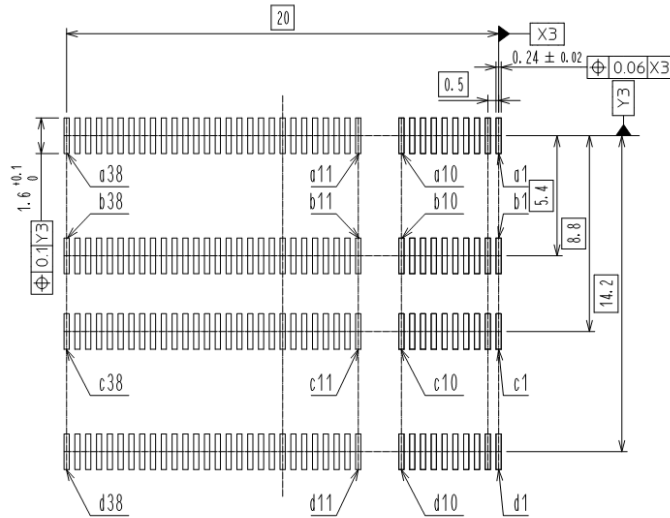 20
X3
0.24 ± 0.02
⌖ 0.06 X3
0.5
Y3
1.6 +0.1 0
⌖ 0.1 Y3
a38
a11
a10
a1
b38
b11
b10
b1
5.4
8.8
14.2
c38
c11
c10
c1
d38
d11
d10
d1